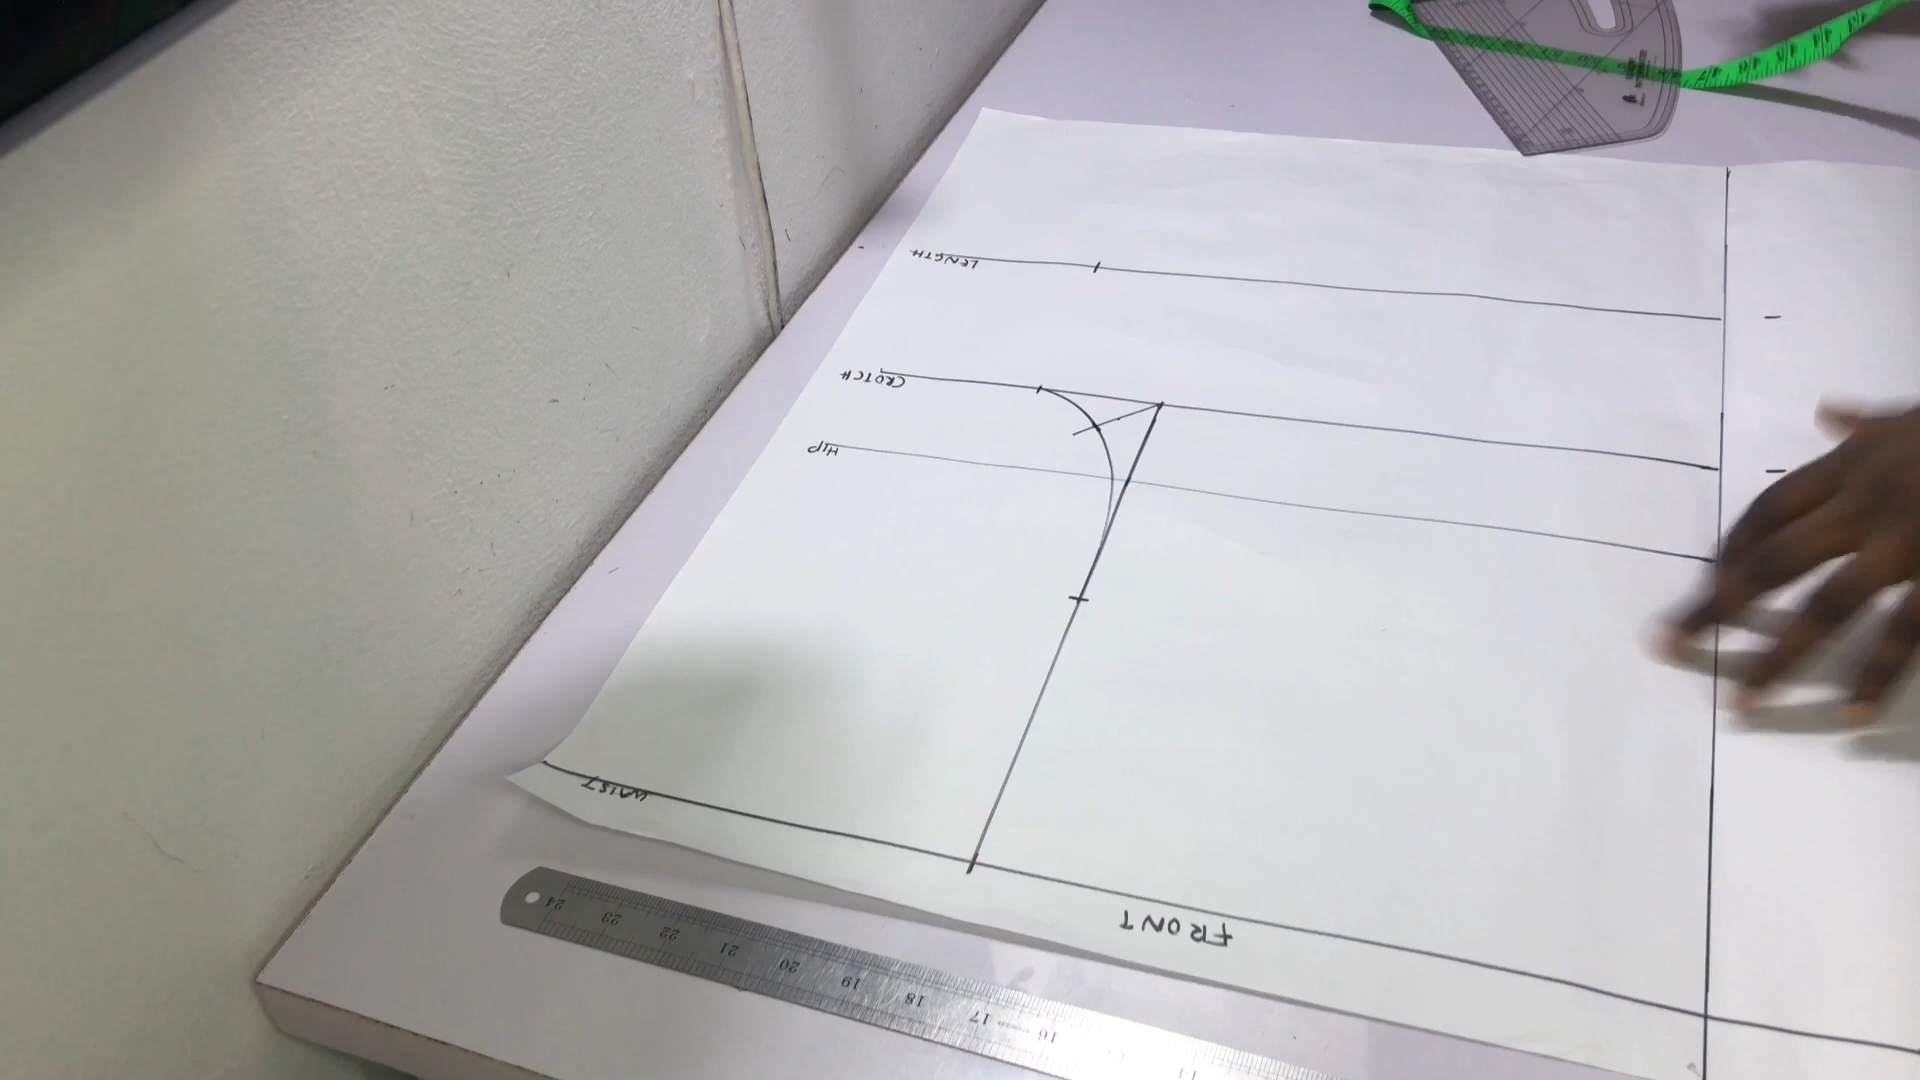 LENGTH
CROTCH
HIP
WAIST
FRONT
24 23 22 21 20 19 18 17 16